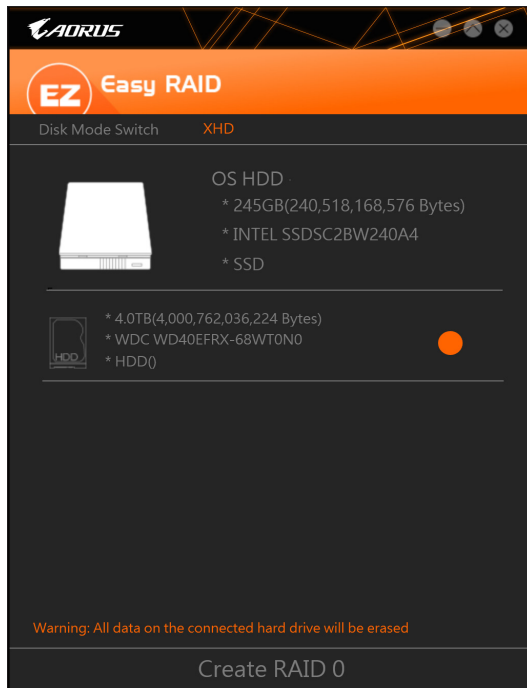 AORUS
EZ Easy RAID
Disk Mode Switch XHD
OS HDD
* 245GB(240,518,168,576 Bytes)
* INTEL SSDSC2BW240A4
* SSD
* 4.0TB(4,000,762,036,224 Bytes)
* WDC WD40EFRX-68WT0N0
* HDD()
HDD
Warning: All data on the connected hard drive will be erased
Create RAID 0